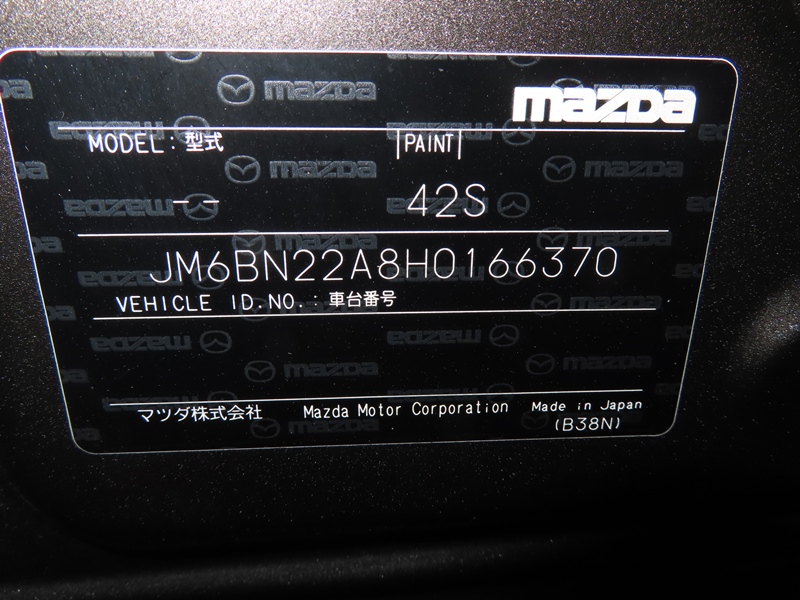 mazda
MODEL: 型式 PAINT
-- 42S
JM6BN22A8H0166370
VEHICLE ID.NO.: 車台番号
マツダ株式会社 Mazda Motor Corporation Made in Japan
(B38N)